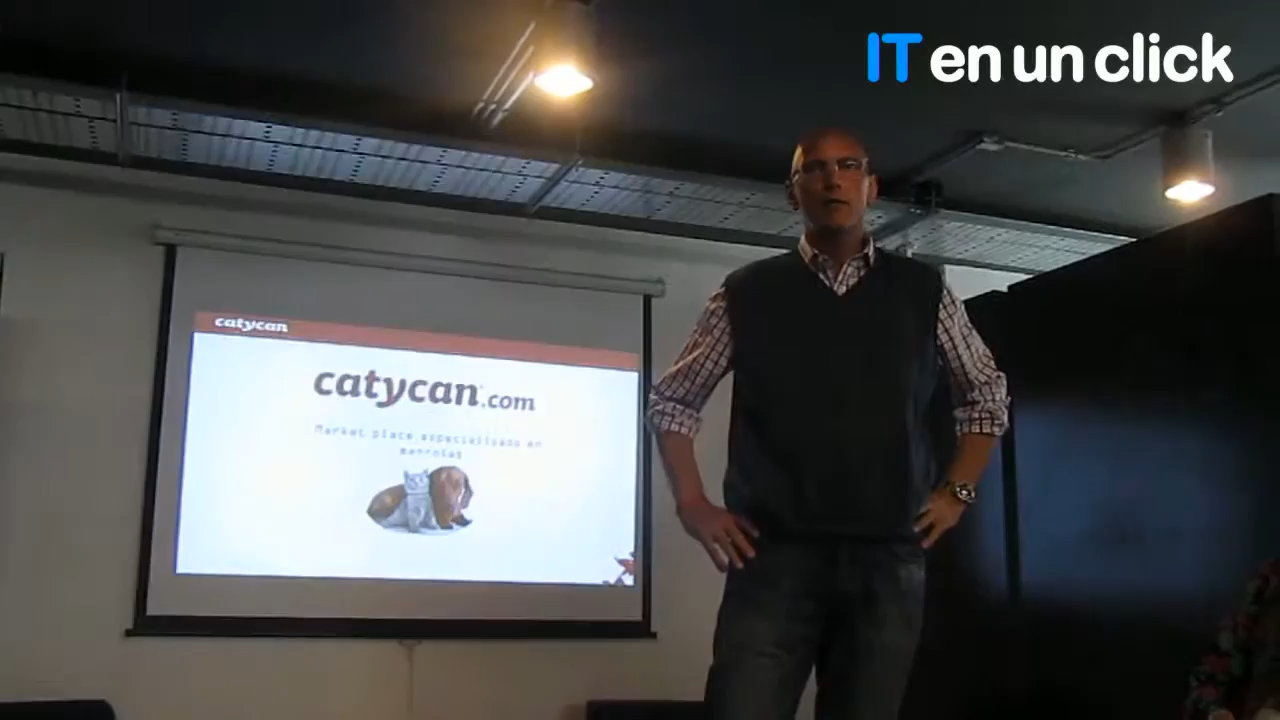 IT en un click
catycan
catycan.com
Market place especializado en
mascotas